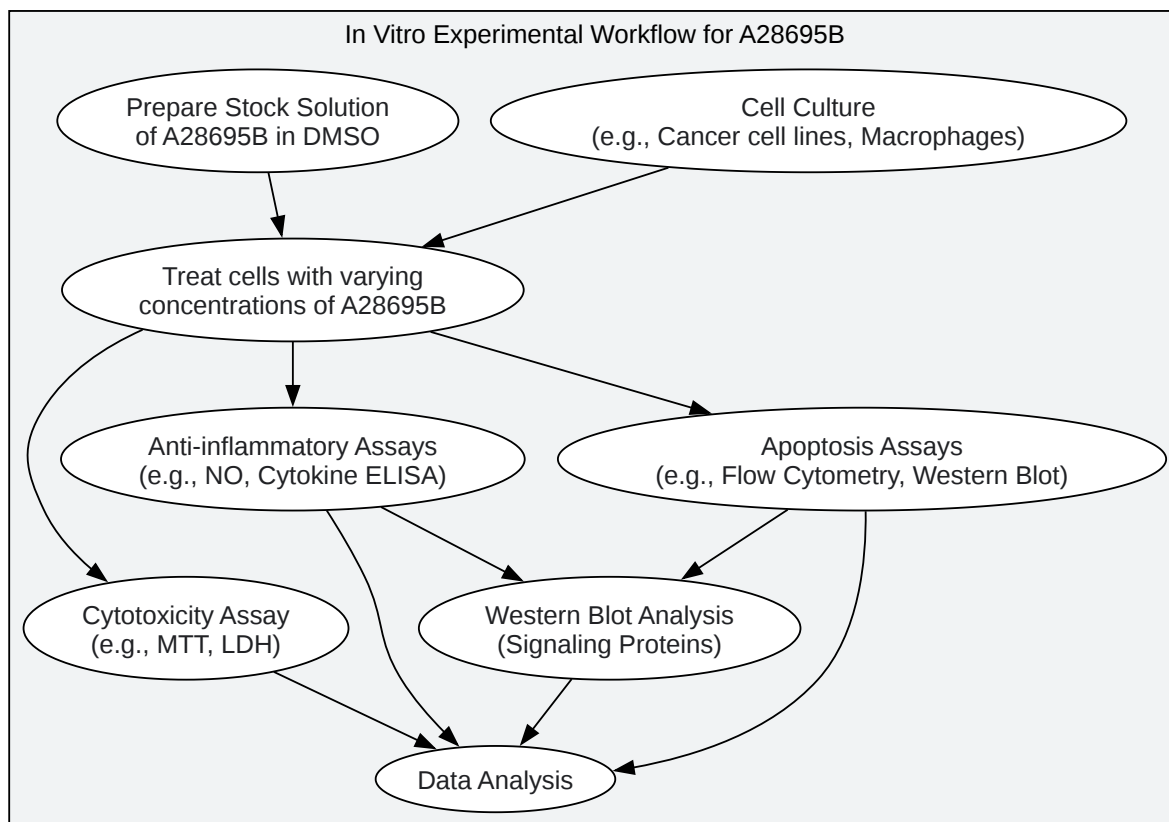 In Vitro Experimental Workflow for A28695B
Prepare Stock Solution
of A28695B in DMSO
Cell Culture
(e.g., Cancer cell lines, Macrophages)
Treat cells with varying
concentrations of A28695B
Anti-inflammatory Assays
(e.g., NO, Cytokine ELISA)
Apoptosis Assays
(e.g., Flow Cytometry, Western Blot)
Cytotoxicity Assay
(e.g., MTT, LDH)
Western Blot Analysis
(Signaling Proteins)
Data Analysis